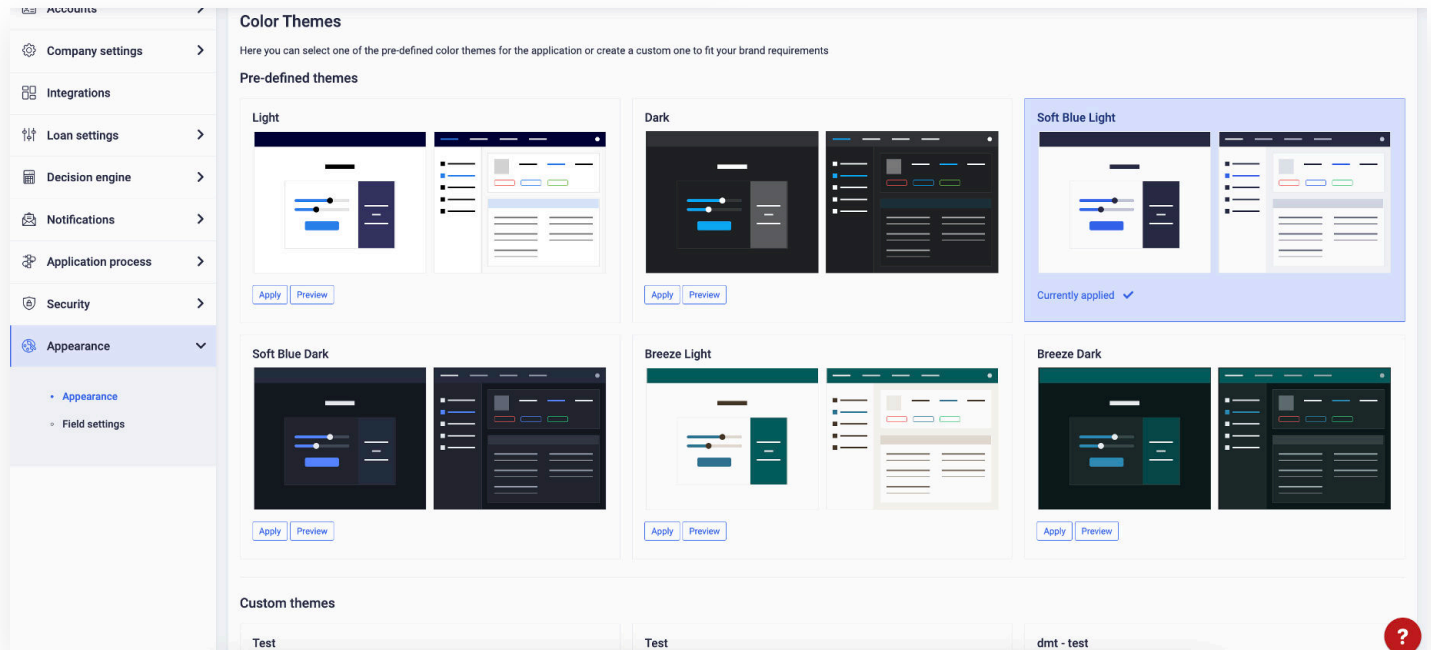 Accounts
Company settings
Integrations
Loan settings
Decision engine
Notifications
Application process
Security
Appearance
Appearance
Field settings
Color Themes
Here you can select one of the pre-defined color themes for the application or create a custom one to fit your brand requirements
Pre-defined themes
Light
Apply Preview
Dark
Apply Preview
Soft Blue Light
Currently applied
Soft Blue Dark
Apply Preview
Breeze Light
Apply Preview
Breeze Dark
Apply Preview
Custom themes
Test
Test
dmt - test
?